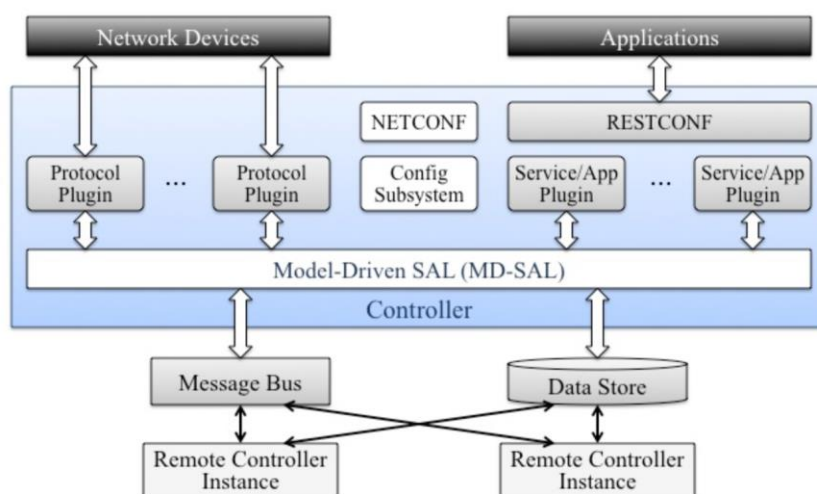 Network Devices
Applications
NETCONF
RESTCONF
Protocol
Plugin
...
Protocol
Plugin
Config
Subsystem
Service/App
Plugin
...
Service/App
Plugin
Model-Driven SAL (MD-SAL)
Controller
Message Bus
Data Store
Remote Controller
Instance
Remote Controller
Instance